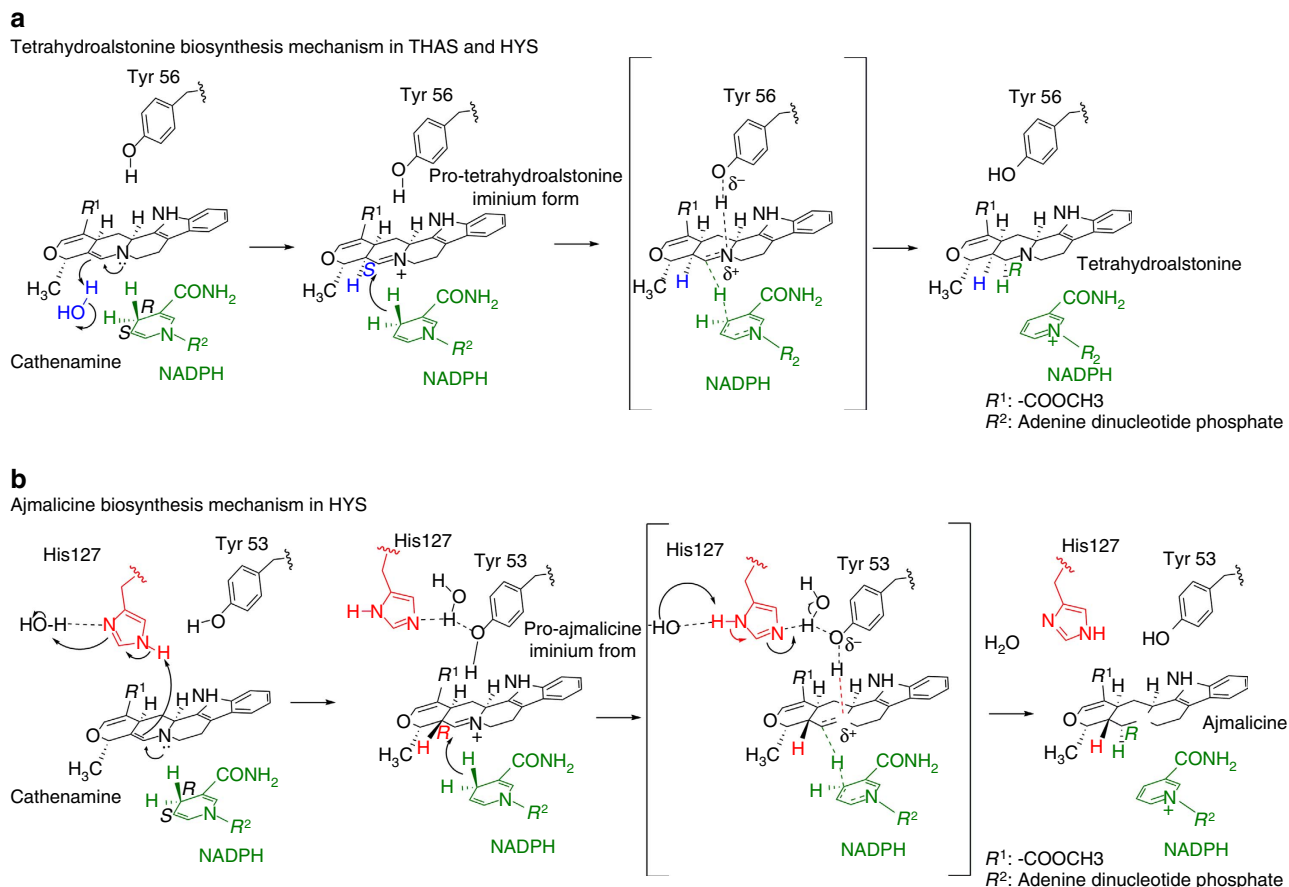 a
Tetrahydroalstonine biosynthesis mechanism in THAS and HYS
Tyr 56
O
H
R¹
H
H
NH
O
N
H₃C
H
HO
H
H
R
S
CONH₂
N
R²
Cathenamine
NADPH
Tyr 56
O
H
Pro-tetrahydroalstonine
iminium form
R¹
H
H
NH
O
S
N
+
H₃C
H
H
H
CONH₂
N
R²
NADPH
Tyr 56
O
δ–
H
R¹
H
H
NH
O
N
δ+
H₃C
H
H
H
CONH₂
N
R₂
NADPH
Tyr 56
HO
R¹
H
H
NH
O
N
R
Tetrahydroalstonine
H₃C
H
H
CONH₂
N
+
R₂
NADPH
R¹: -COOCH3
R²: Adenine dinucleotide phosphate
b
Ajmalicine biosynthesis mechanism in HYS
His127
Tyr 53
HO-H
N
N
H
H-O
R¹
H
H
NH
O
N
H₃C
H
H
R
S
CONH₂
N
R²
Cathenamine
NADPH
His127
Tyr 53
H
O
H-N
N
H
O
H
R¹
H
H
NH
O
R
N
+
H₃C
H
H
H
CONH₂
N
R²
NADPH
Pro-ajmalicine
iminium from
His127
Tyr 53
H
O
HO
H-N
N
H
O
δ–
H
R¹
H
H
NH
O
δ+
H₃C
H
H
H
CONH₂
N
R²
NADPH
His127
Tyr 53
H₂O
N
NH
HO
R¹
H
H
NH
O
R
Ajmalicine
H₃C
H
H
CONH₂
N
+
R²
NADPH
R¹: -COOCH3
R²: Adenine dinucleotide phosphate